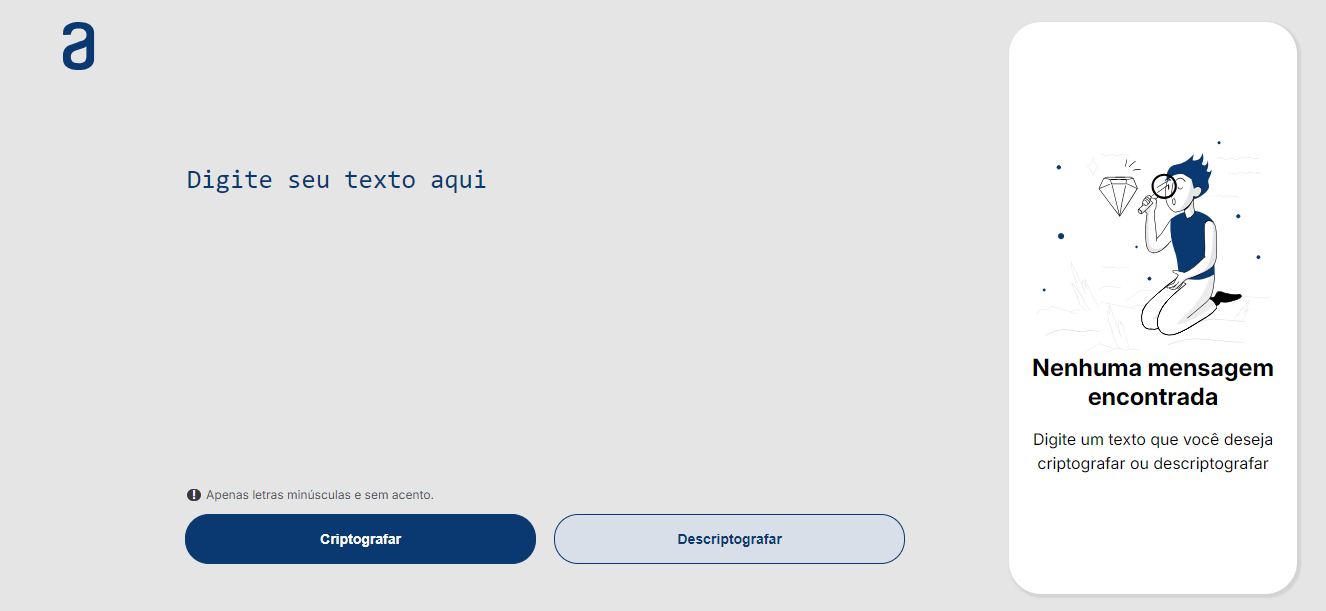 a
Digite seu texto aqui
Apenas letras minúsculas e sem acento.
Criptografar
Descriptografar
Nenhuma mensagem
encontrada
Digite um texto que você deseja
criptografar ou descriptografar